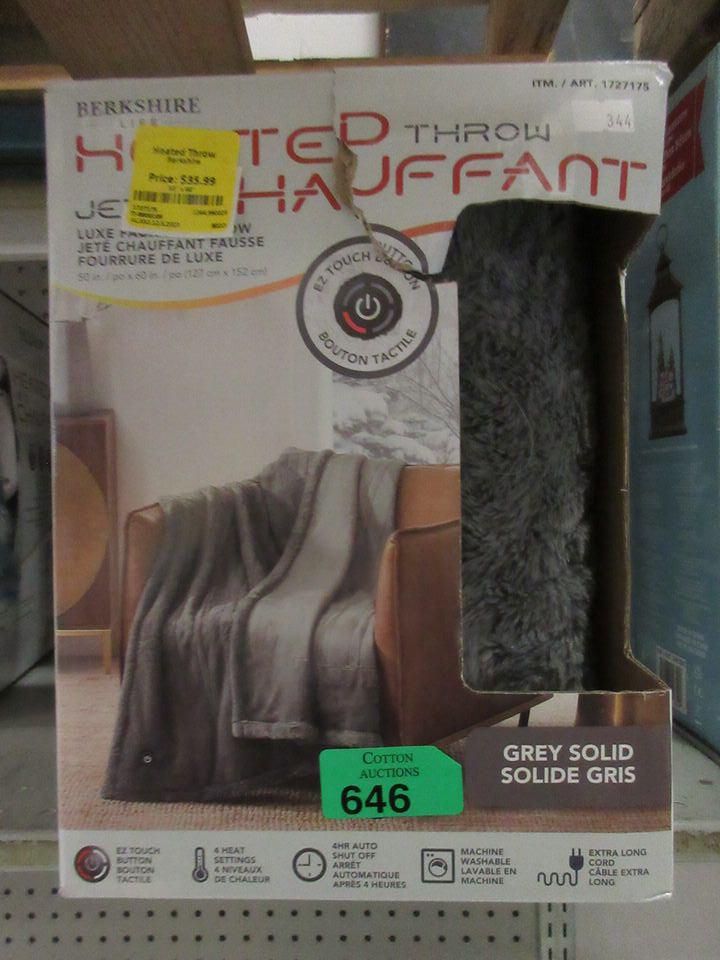 ITM. / ART. 1727175
BERKSHIRE
LIFE
344
HEATED THROW
JETÉ CHAUFFANT
Heated Throw
Berkshire
Price: $35.99
LUXE FAUX
JETÉ CHAUFFANT FAUSSE
FOURRURE DE LUXE
50 in. / po x 60 in. / po (127 cm x 152 cm)
EZ TOUCH BUTTON
BOUTON TACTILE
COTTON
AUCTIONS
646
GREY SOLID
SOLIDE GRIS
EZ TOUCH
BUTTON
BOUTON
TACTILE
4 HEAT
SETTINGS
4 NIVEAUX
DE CHALEUR
4HR AUTO
SHUT OFF
ARRÊT
AUTOMATIQUE
APRÈS 4 HEURES
MACHINE
WASHABLE
LAVABLE EN
MACHINE
EXTRA LONG
CORD
CÂBLE EXTRA
LONG